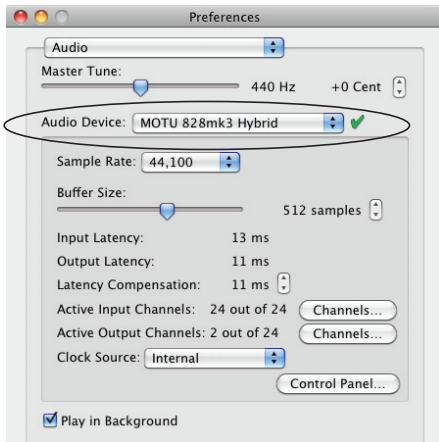 Preferences
Audio
Master Tune:
440 Hz +0 Cent
Audio Device: MOTU 828mk3 Hybrid
Sample Rate: 44,100
Buffer Size:
512 samples
Input Latency: 13 ms
Output Latency: 11 ms
Latency Compensation: 11 ms
Active Input Channels: 24 out of 24 Channels...
Active Output Channels: 2 out of 24 Channels...
Clock Source: Internal
Control Panel...
Play in Background